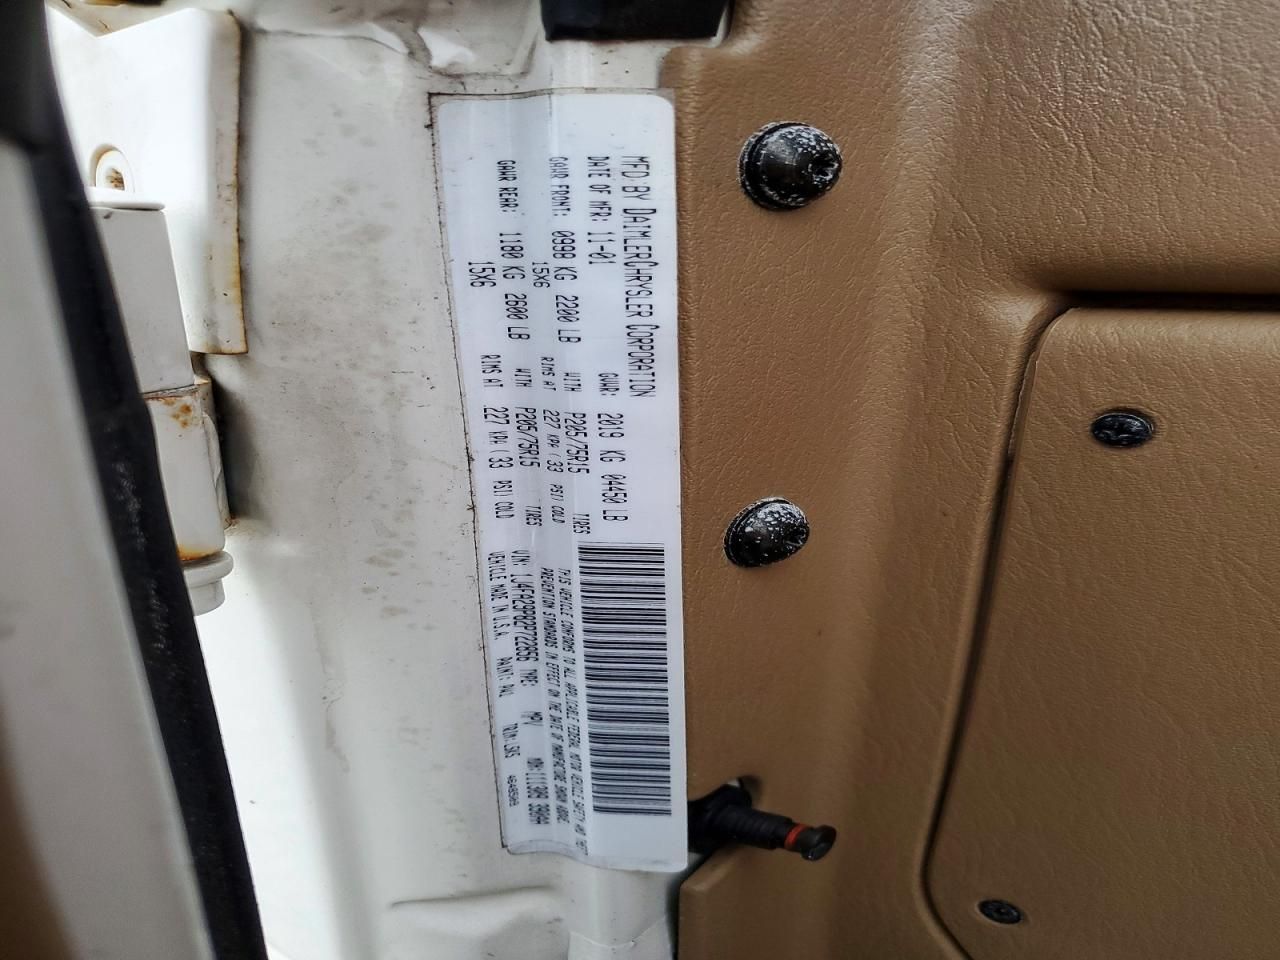 MFD BY DAIMLERCHRYSLER CORPORATION
DATE OF MFR: 11-01 GVWR: 2019 KG 04450 LB
GAWR FRONT: 0998 KG 2200 LB WITH P205/75R15 TIRES
15X6 RIMS AT 227 KPA ( 33 PSI) COLD
GAWR REAR: 1180 KG 2600 LB WITH P205/75R15 TIRES
15X6 RIMS AT 227 KPA ( 33 PSI) COLD
THIS VEHICLE CONFORMS TO ALL APPLICABLE FEDERAL MOTOR VEHICLE SAFETY AND THEFT
PREVENTION STANDARDS IN EFFECT ON THE DATE OF MANUFACTURE SHOWN ABOVE.
VIN: 1J4FA29P82P722856 TYPE: MPV
VEHICLE MADE IN U.S.A. PAINT: TRIM: